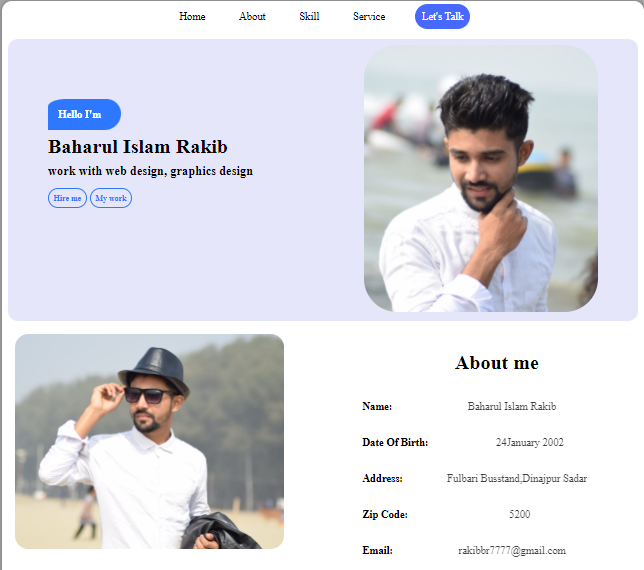 Home About Skill Service Let's Talk
Hello I'm
Baharul Islam Rakib
work with web design, graphics design
Hire me My work
About me
Name: Baharul Islam Rakib
Date Of Birth: 24January 2002
Address: Fulbari Busstand,Dinajpur Sadar
Zip Code: 5200
Email: rakibbr7777@gmail.com